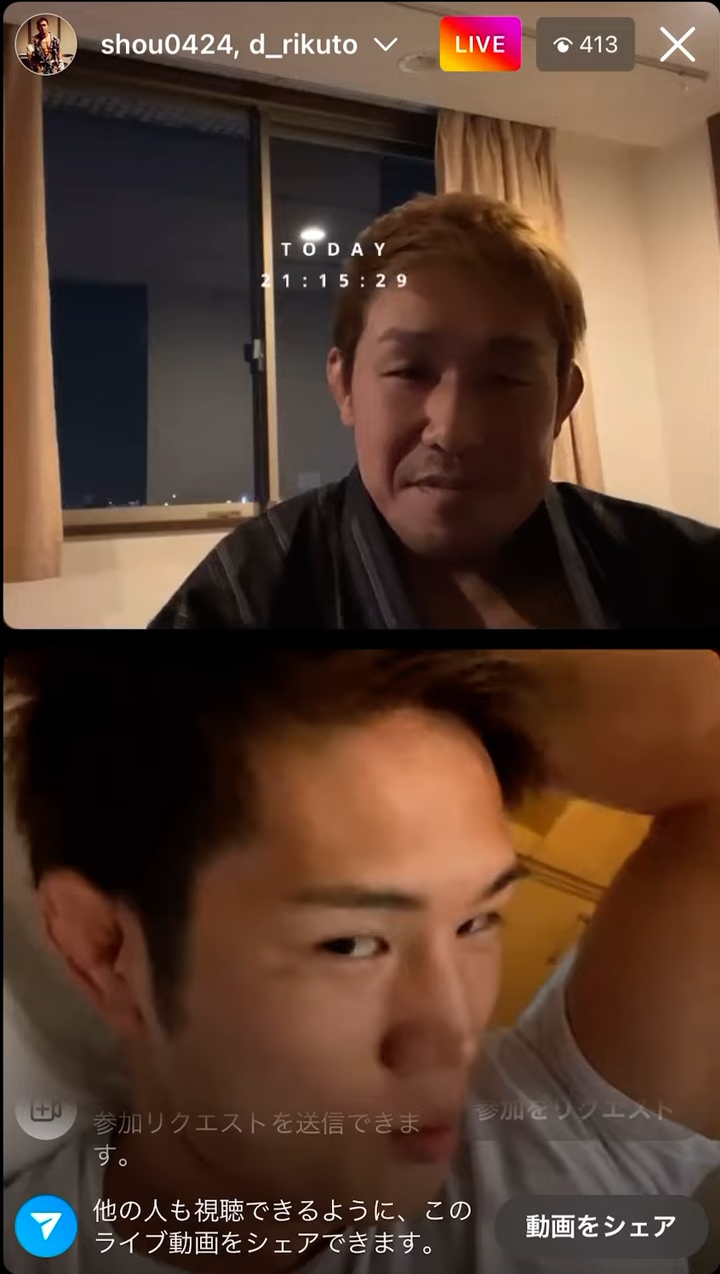 shou0424, d_rikuto
LIVE
413
TODAY
21:15:29
参加リクエストを送信できま
す。
参加をリクエスト
他の人も視聴できるように、この
ライブ動画をシェアできます。
動画をシェア